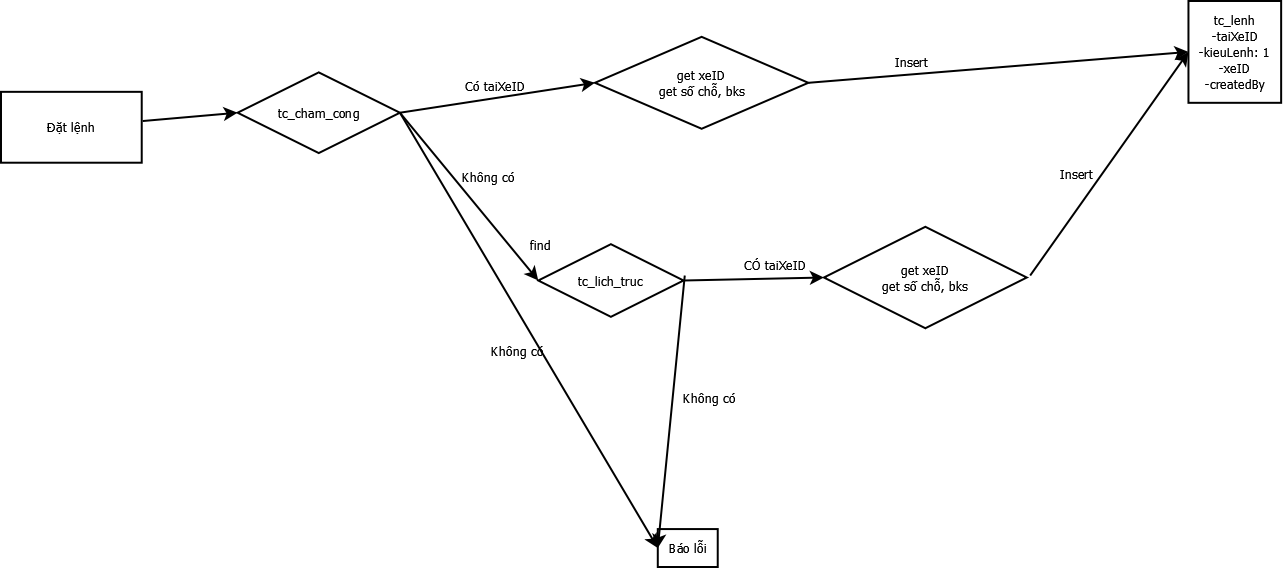 Đặt lệnh
tc_cham_cong
Có taiXeID
get xeID
get số chỗ, bks
Insert
tc_lenh
-taiXeID
-kieuLenh: 1
-xeID
-createdBy
Không có
find
tc_lich_truc
CÓ taiXeID
get xeID
get số chỗ, bks
Insert
Không có
Không có
Báo lỗi